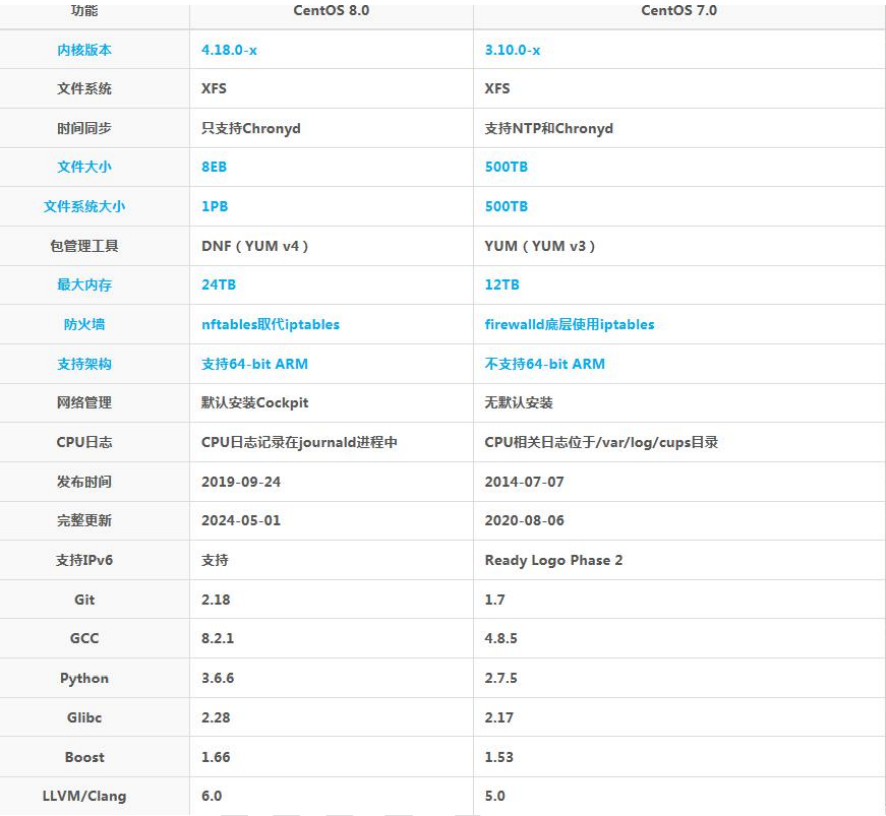 功能 CentOS 8.0 CentOS 7.0
内核版本 4.18.0-x 3.10.0-x
文件系统 XFS XFS
时间同步 只支持Chronyd 支持NTP和Chronyd
文件大小 8EB 500TB
文件系统大小 1PB 500TB
包管理工具 DNF（YUM v4） YUM（YUM v3）
最大内存 24TB 12TB
防火墙 nftables取代iptables firewalld底层使用iptables
支持架构 支持64-bit ARM 不支持64-bit ARM
网络管理 默认安装Cockpit 无默认安装
CPU日志 CPU日志记录在journald进程中 CPU相关日志位于/var/log/cups目录
发布时间 2019-09-24 2014-07-07
完整更新 2024-05-01 2020-08-06
支持IPv6 支持 Ready Logo Phase 2
Git 2.18 1.7
GCC 8.2.1 4.8.5
Python 3.6.6 2.7.5
Glibc 2.28 2.17
Boost 1.66 1.53
LLVM/Clang 6.0 5.0